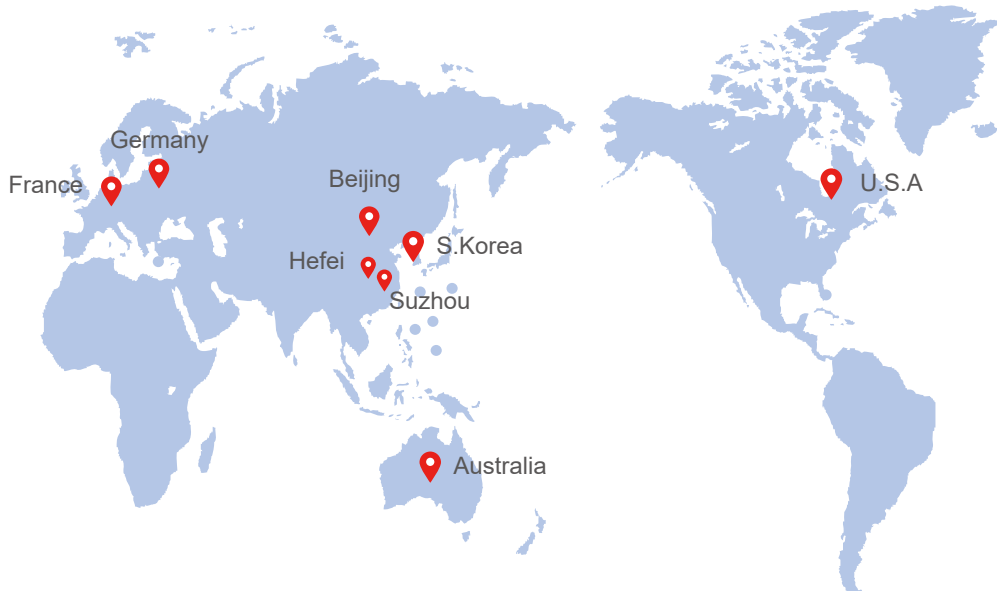 Germany
France
Beijing
U.S.A
S.Korea
Hefei
Suzhou
Australia